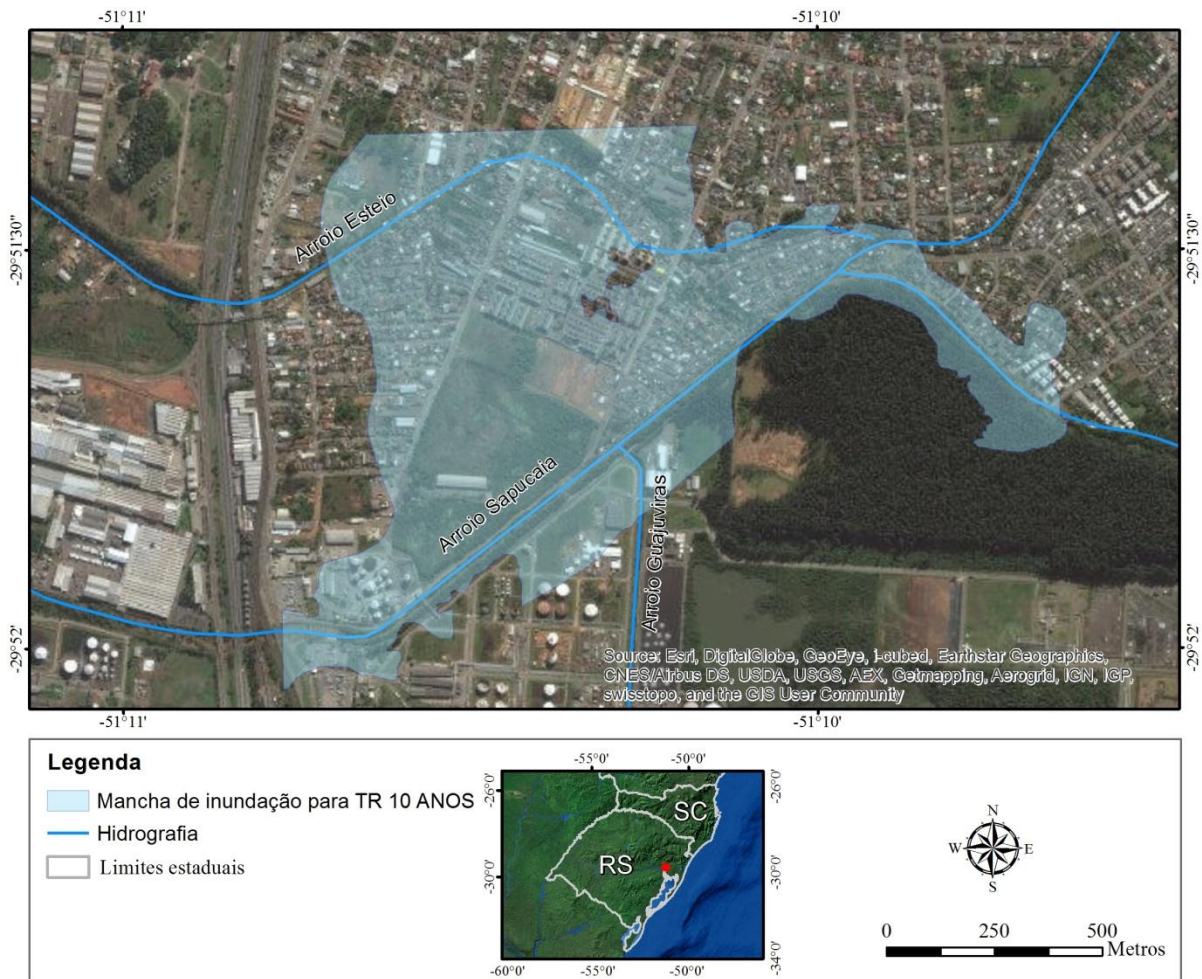 -51°11' -51°10'
-29°51'30" -29°51'30"
Arroio Esteio
Arroio Sapucaia
Arroio Guajuviras
-29°52' -29°52'
Source: Esri, DigitalGlobe, GeoEye, i-cubed, Earthstar Geographics,
CNES/Airbus DS, USDA, USGS, AEX, Getmapping, Aerogrid, IGN, IGP,
swisstopo, and the GIS User Community
-51°11' -51°10'
Legenda
Mancha de inundação para TR 10 ANOS
Hidrografia
Limites estaduais
-55°0' -50°0'
-26°0' -26°0'
SC
RS
-30°0' -30°0'
-34°0' -34°0'
-60°0' -55°0' -50°0'
N
W E
S
0 250 500
Metros